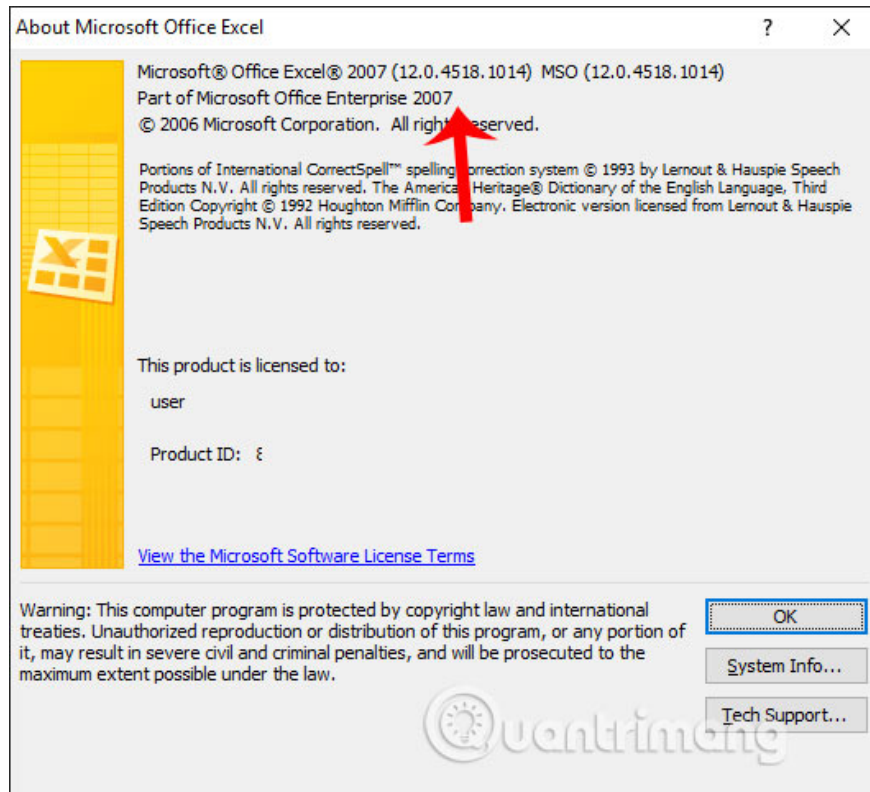 About Microsoft Office Excel
Microsoft® Office Excel® 2007 (12.0.4518.1014) MSO (12.0.4518.1014)
Part of Microsoft Office Enterprise 2007
© 2006 Microsoft Corporation. All rights reserved.
Portions of International CorrectSpell™ spelling correction system © 1993 by Lernout & Hauspie Speech
Products N.V. All rights reserved. The American Heritage® Dictionary of the English Language, Third
Edition Copyright © 1992 Houghton Mifflin Company. Electronic version licensed from Lernout & Hauspie
Speech Products N.V. All rights reserved.
This product is licensed to:
user
Product ID:
View the Microsoft Software License Terms
Warning: This computer program is protected by copyright law and international
treaties. Unauthorized reproduction or distribution of this program, or any portion of
it, may result in severe civil and criminal penalties, and will be prosecuted to the
maximum extent possible under the law.
OK
System Info...
Tech Support...
Quantrimang